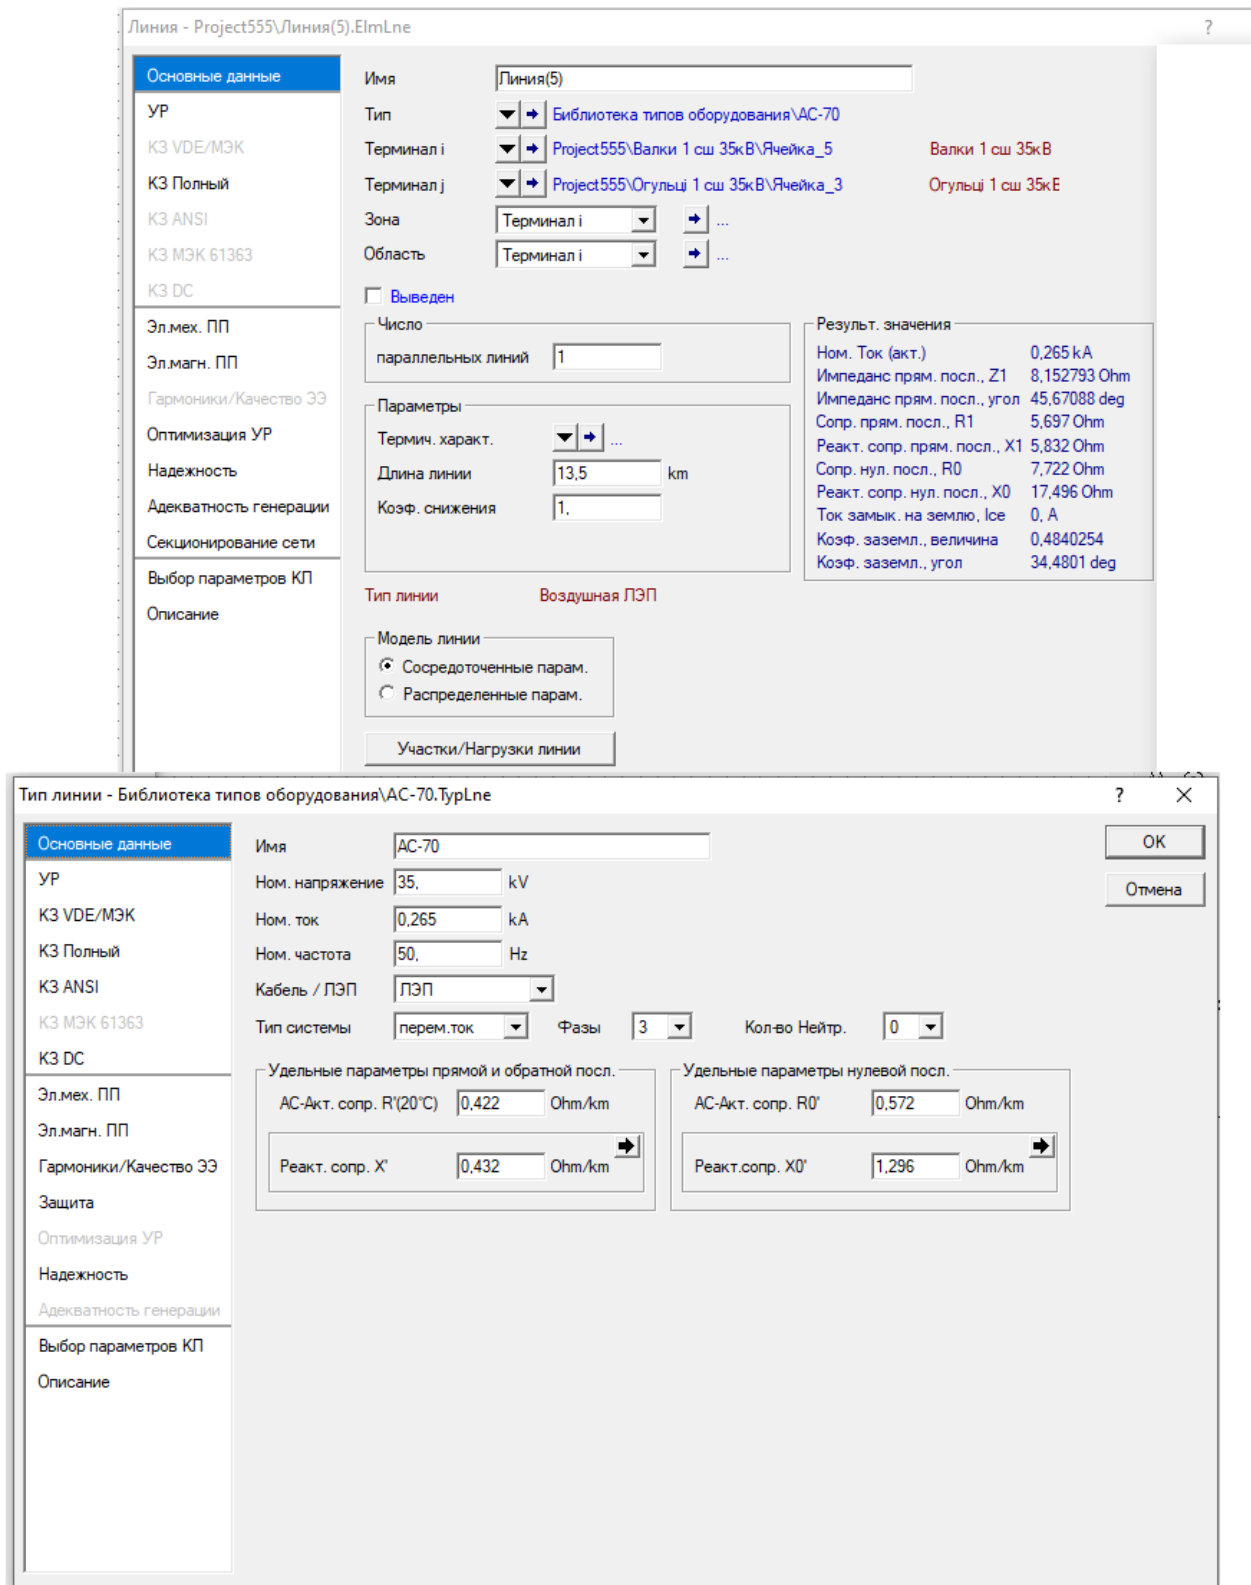 Линия - Project555\Линия(5).ElmLne ?
Основные данные
УР
КЗ VDE/МЭК
КЗ Полный
КЗ ANSI
КЗ МЭК 61363
КЗ DC
Эл.мех. ПП
Эл.магн. ПП
Гармоники/Качество ЭЭ
Оптимизация УР
Надежность
Адекватность генерации
Секционирование сети
Выбор параметров КП
Описание
Имя Линия(5)
Тип Библиотека типов оборудования\АС-70
Терминал i Project555\Валки 1 сш 35кВ\Ячейка_5 Валки 1 сш 35кВ
Терминал j Project555\Огульці 1 сш 35кВ\Ячейка_3 Огульці 1 сш 35кВ
Зона Терминал i ...
Область Терминал i ...
Выведен
Число
параллельных линий 1
Параметры
Термич. характ. ...
Длина линии 13,5 km
Коэф. снижения 1,
Результ. значения
Ном. Ток (акт.) 0,265 kA
Импеданс прям. посл., Z1 8,152793 Ohm
Импеданс прям. посл., угол 45,67088 deg
Сопр. прям. посл., R1 5,697 Ohm
Реакт. сопр. прям. посл., X1 5,832 Ohm
Сопр. нул. посл., R0 7,722 Ohm
Реакт. сопр. нул. посл., X0 17,496 Ohm
Ток замык. на землю, Ice 0, A
Коэф. заземл., величина 0,4840254
Коэф. заземл., угол 34,4801 deg
Тип линии Воздушная ЛЭП
Модель линии
Сосредоточенные парам.
Распределенные парам.
Участки/Нагрузки линии
Тип линии - Библиотека типов оборудования\АС-70.TypLne ?
Основные данные
УР
КЗ VDE/МЭК
КЗ Полный
КЗ ANSI
КЗ МЭК 61363
КЗ DC
Эл.мех. ПП
Эл.магн. ПП
Гармоники/Качество ЭЭ
Защита
Оптимизация УР
Надежность
Адекватность генерации
Выбор параметров КП
Описание
Имя АС-70
Ном. напряжение 35, kV
Ном. ток 0,265 kA
Ном. частота 50, Hz
Кабель / ЛЭП ЛЭП
Тип системы перем.ток Фазы 3 Кол-во Нейтр. 0
Удельные параметры прямой и обратной посл.
АС-Акт. сопр. R'(20°C) 0,422 Ohm/km
Реакт. сопр. X' 0,432 Ohm/km
Удельные параметры нулевой посл.
АС-Акт. сопр. R0' 0,572 Ohm/km
Реакт.сопр. X0' 1,296 Ohm/km
OK
Отмена